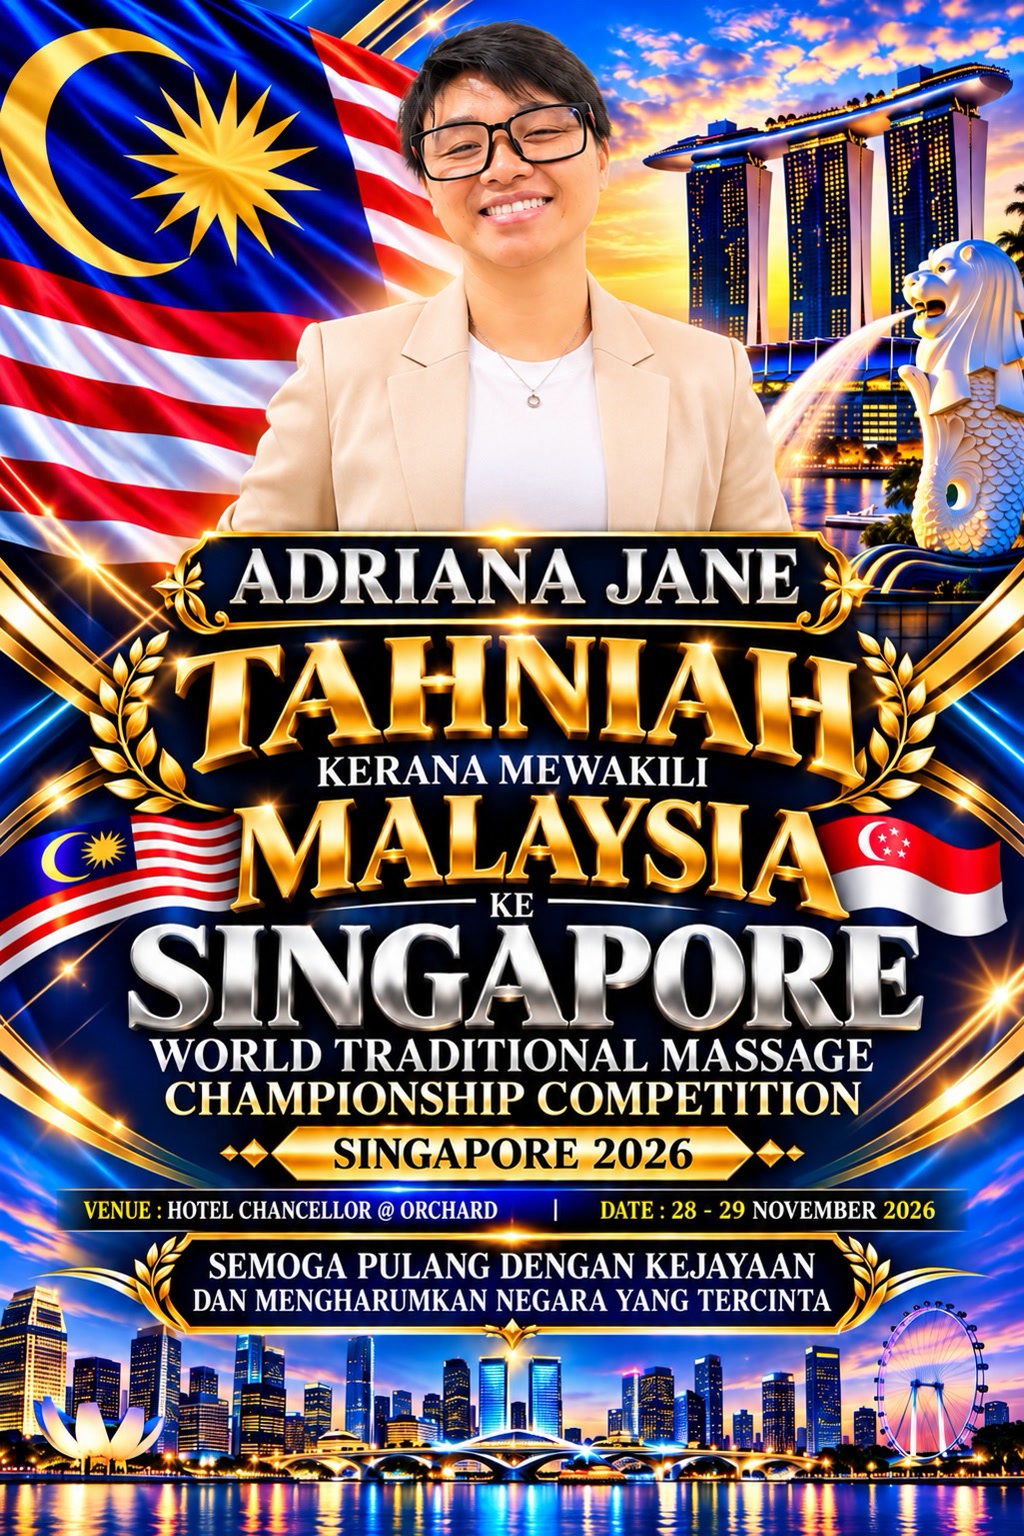 ADRIANA JANE
TAHNIAH
KERANA MEWAKILI
MALAYSIA
KE
SINGAPORE
WORLD TRADITIONAL MASSAGE
CHAMPIONSHIP COMPETITION
SINGAPORE 2026
VENUE : HOTEL CHANCELLOR @ ORCHARD | DATE : 28 - 29 NOVEMBER 2026
SEMOGA PULANG DENGAN KEJAYAAN
DAN MENGHARUMKAN NEGARA YANG TERCINTA